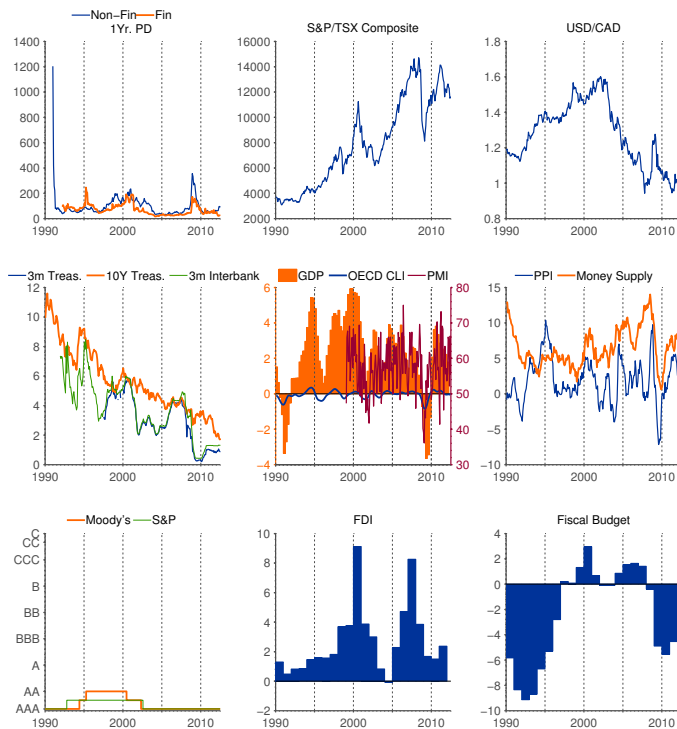 Non-Fin Fin
1Yr. PD
1400
1200
1000
800
600
400
200
0
1990 2000 2010
S&P/TSX Composite
16000
14000
12000
10000
8000
6000
4000
2000
1990 2000 2010
USD/CAD
1.8
1.6
1.4
1.2
1
0.8
1990 2000 2010
3m Treas. 10Y Treas. 3m Interbank
12
10
8
6
4
2
0
1990 2000 2010
GDP OECD CLI PMI
6
4
2
0
−2
−4
80
70
60
50
40
30
1990 2000 2010
PPI Money Supply
15
10
5
0
−5
−10
1990 2000 2010
Moody's S&P
C
CC
CCC
B
BB
BBB
A
AA
AAA
1990 2000 2010
FDI
10
8
6
4
2
0
−2
1990 2000 2010
Fiscal Budget
4
2
0
−2
−4
−6
−8
−10
1990 2000 2010